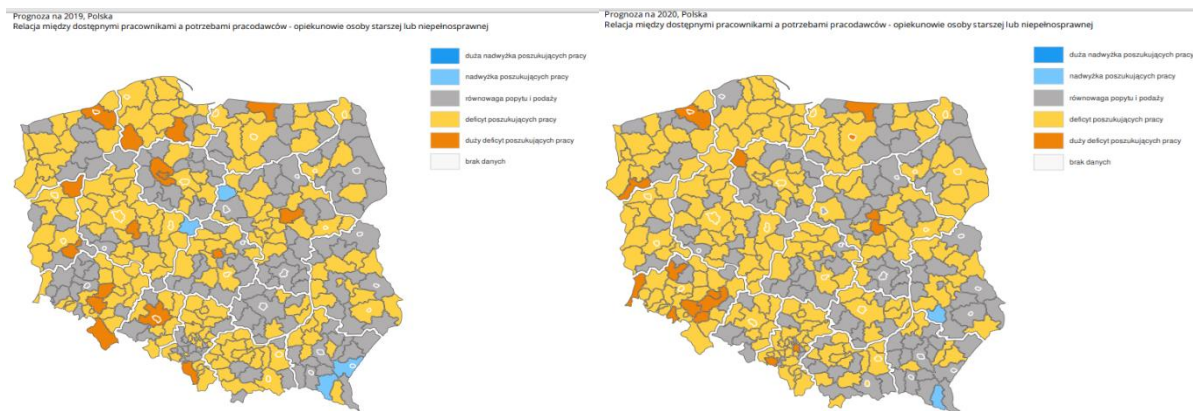 Prognoza na 2019, Polska
Relacja między dostępnymi pracownikami a potrzebami pracodawców - opiekunowie osoby starszej lub niepełnosprawnej
duża nadwyżka poszukujących pracy
nadwyżka poszukujących pracy
równowaga popytu i podaży
deficyt poszukujących pracy
duży deficyt poszukujących pracy
brak danych
Prognoza na 2020, Polska
Relacja między dostępnymi pracownikami a potrzebami pracodawców - opiekunowie osoby starszej lub niepełnosprawnej
duża nadwyżka poszukujących pracy
nadwyżka poszukujących pracy
równowaga popytu i podaży
deficyt poszukujących pracy
duży deficyt poszukujących pracy
brak danych